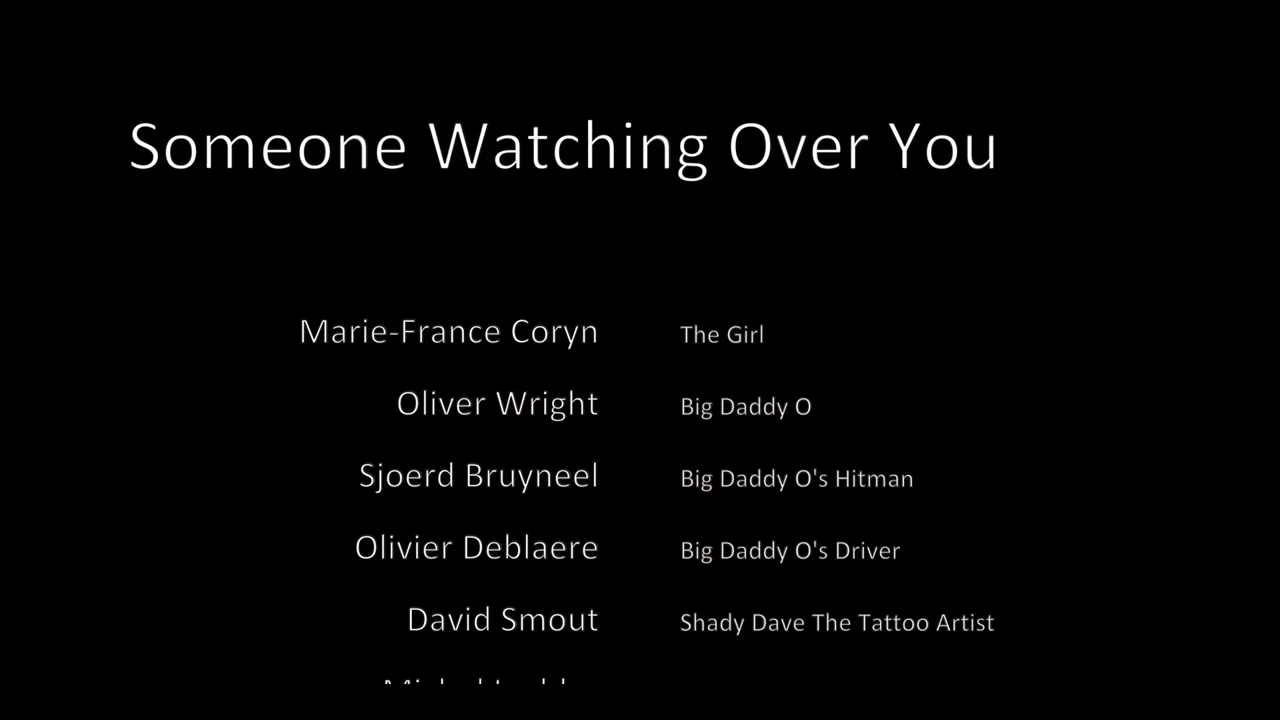 Someone Watching Over You
Marie-France Coryn The Girl
Oliver Wright Big Daddy O
Sjoerd Bruyneel Big Daddy O's Hitman
Olivier Deblaere Big Daddy O's Driver
David Smout Shady Dave The Tattoo Artist